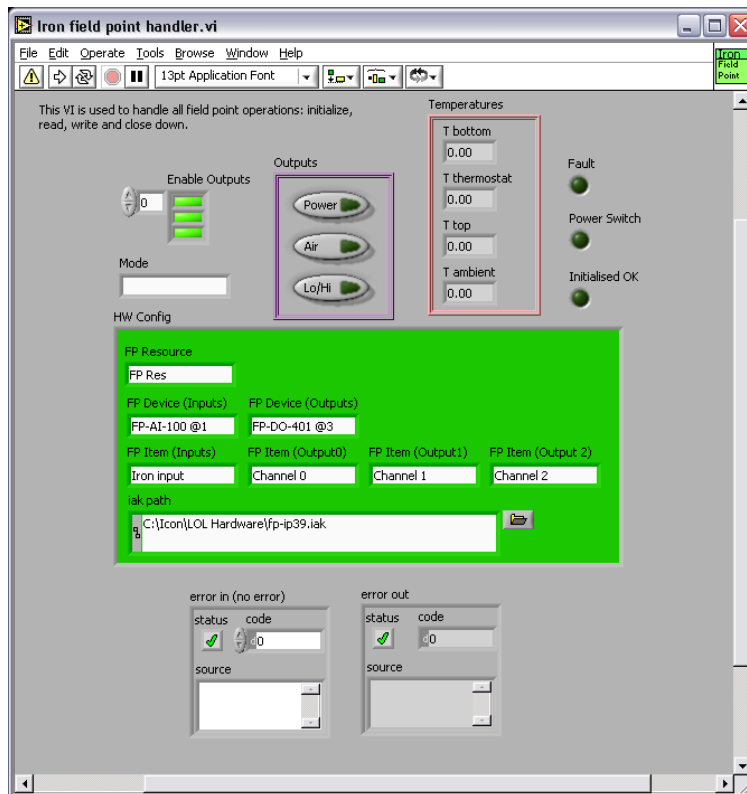 Iron field point handler.vi
File Edit Operate Tools Browse Window Help
13pt Application Font
Iron
Field
Point
This VI is used to handle all field point operations: initialize,
read, write and close down.
Enable Outputs
0
Mode
Outputs
Power
Air
Lo/Hi
Temperatures
T bottom
0.00
T thermostat
0.00
T top
0.00
T ambient
0.00
Fault
Power Switch
Initialised OK
HW Config
FP Resource
FP Res
FP Device (Inputs) FP Device (Outputs)
FP-AI-100 @1 FP-DO-401 @3
FP Item (Inputs) FP Item (Output0) FP Item (Output1) FP Item (Output 2)
Iron input Channel 0 Channel 1 Channel 2
iak path
C:\Icon\LOL Hardware\fp-ip39.iak
error in (no error)
status code
d0
source
error out
status code
d0
source